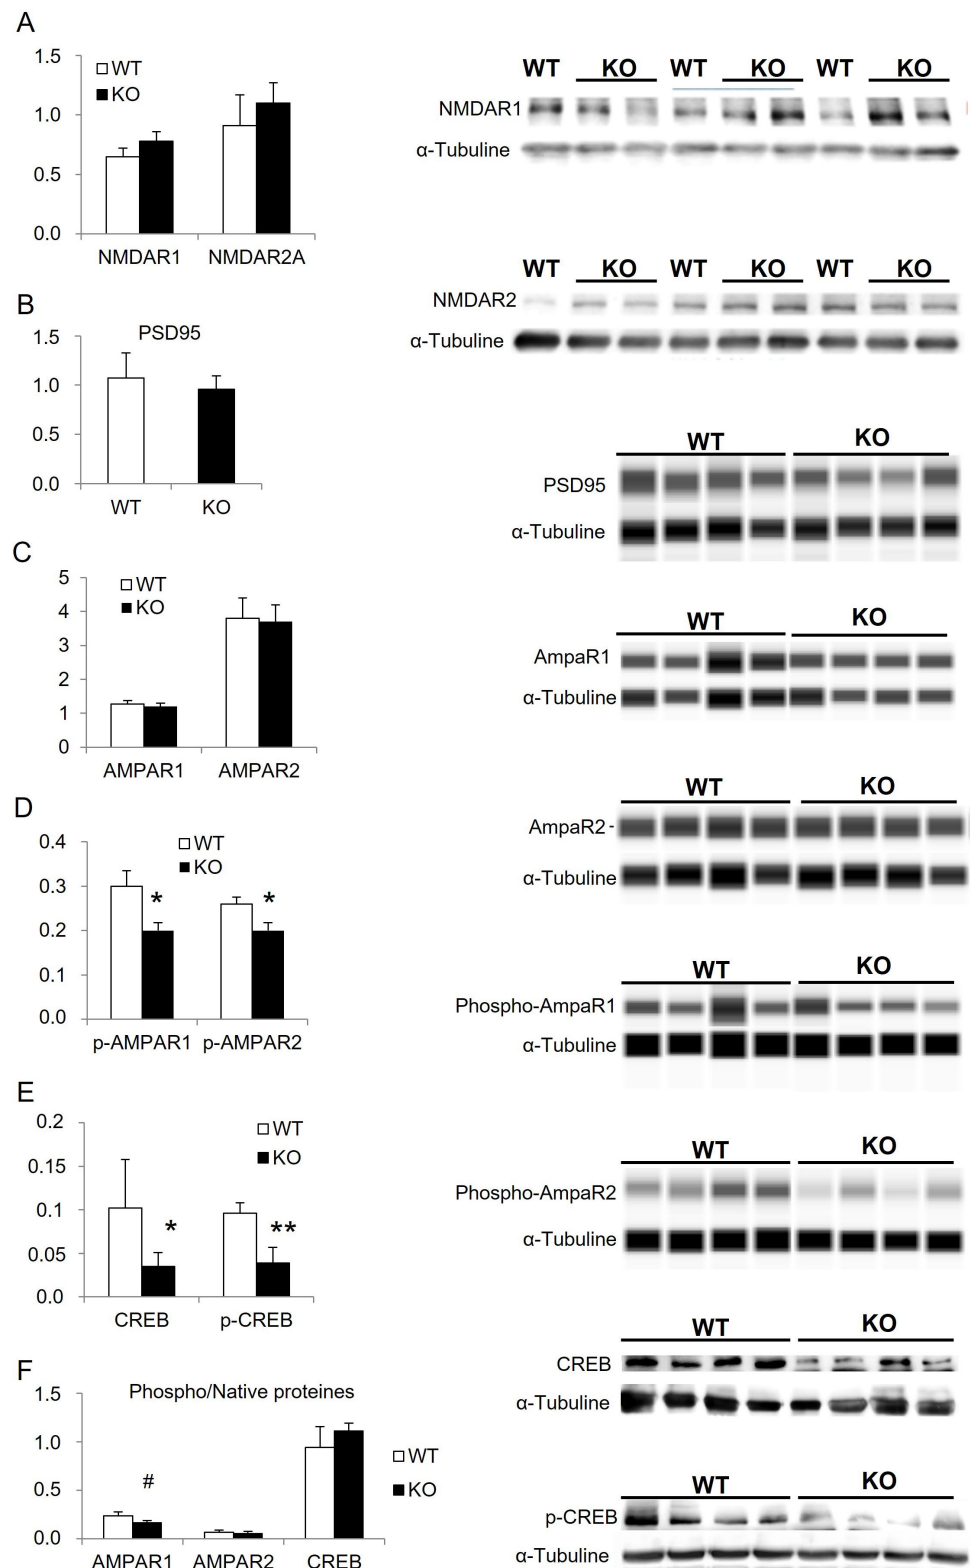 A
1.5
WT
KO
1.0
0.5
0.0
NMDAR1 NMDAR2A
WT KO WT KO WT KO
NMDAR1
α-Tubuline
WT KO WT KO WT KO
NMDAR2
α-Tubuline
B
PSD95
1.5
1.0
0.5
0.0
WT KO
WT KO
PSD95
α-Tubuline
C
5
WT
KO
4
3
2
1
0
AMPAR1 AMPAR2
WT KO
AmpaR1
α-Tubuline
WT KO
AmpaR2-
α-Tubuline
D
0.4
WT
KO
0.3
* *
0.2
0.1
0.0
p-AMPAR1 p-AMPAR2
WT KO
Phospho-AmpaR1
α-Tubuline
E
0.2
WT
KO
0.15
0.1
* **
0.05
0.0
CREB p-CREB
WT KO
Phospho-AmpaR2
α-Tubuline
WT KO
CREB
α-Tubuline
F
Phospho/Native proteines
1.5
1.0
WT
KO
0.5
#
0.0
AMPAR1 AMPAR2 CREB
WT KO
p-CREB
α-Tubuline